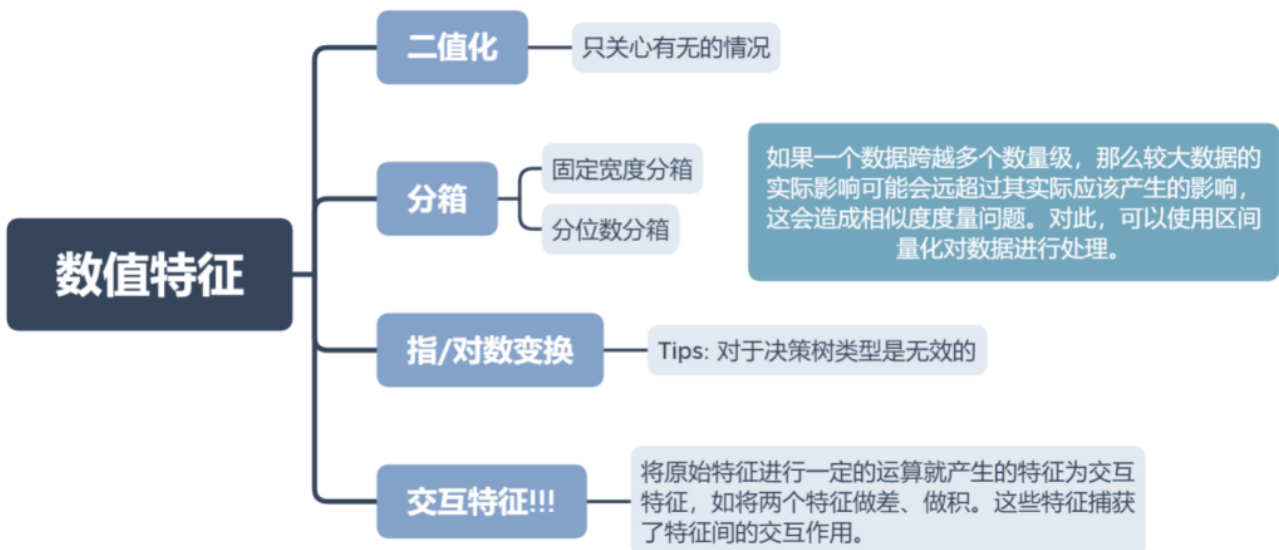 数值特征
二值化
只关心有无的情况
分箱
固定宽度分箱
分位数分箱
如果一个数据跨越多个数量级，那么较大数据的
实际影响可能会远超过其实际应该产生的影响，
这会造成相似度度量问题。对此，可以使用区间
量化对数据进行处理。
指/对数变换
Tips: 对于决策树类型是无效的
交互特征!!!
将原始特征进行一定的运算就产生的特征为交互
特征，如将两个特征做差、做积。这些特征捕获
了特征间的交互作用。